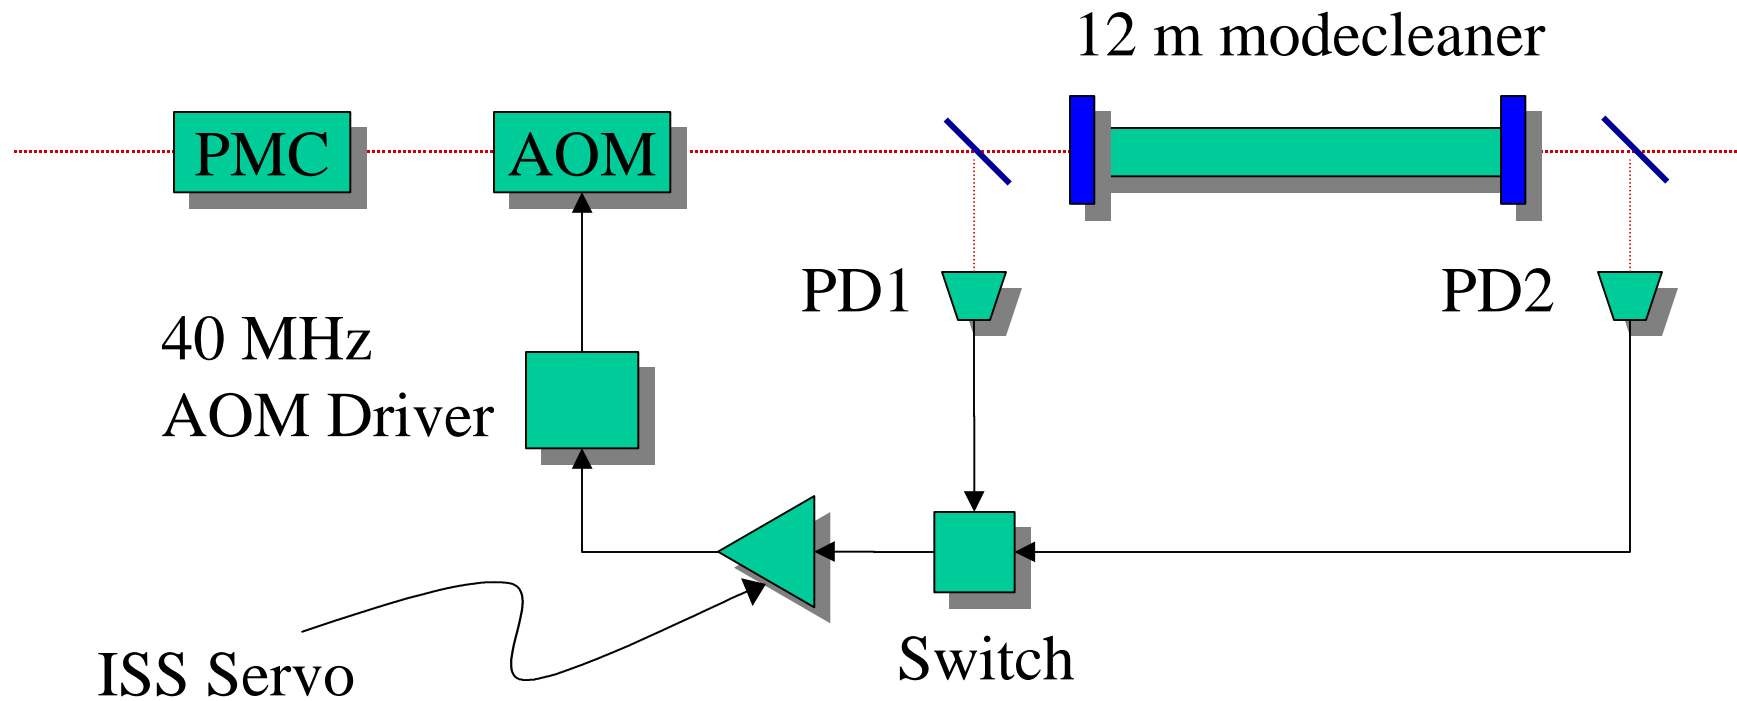 12 m modecleaner
PMC
AOM
PD1
PD2
40 MHz
AOM Driver
Switch
ISS Servo